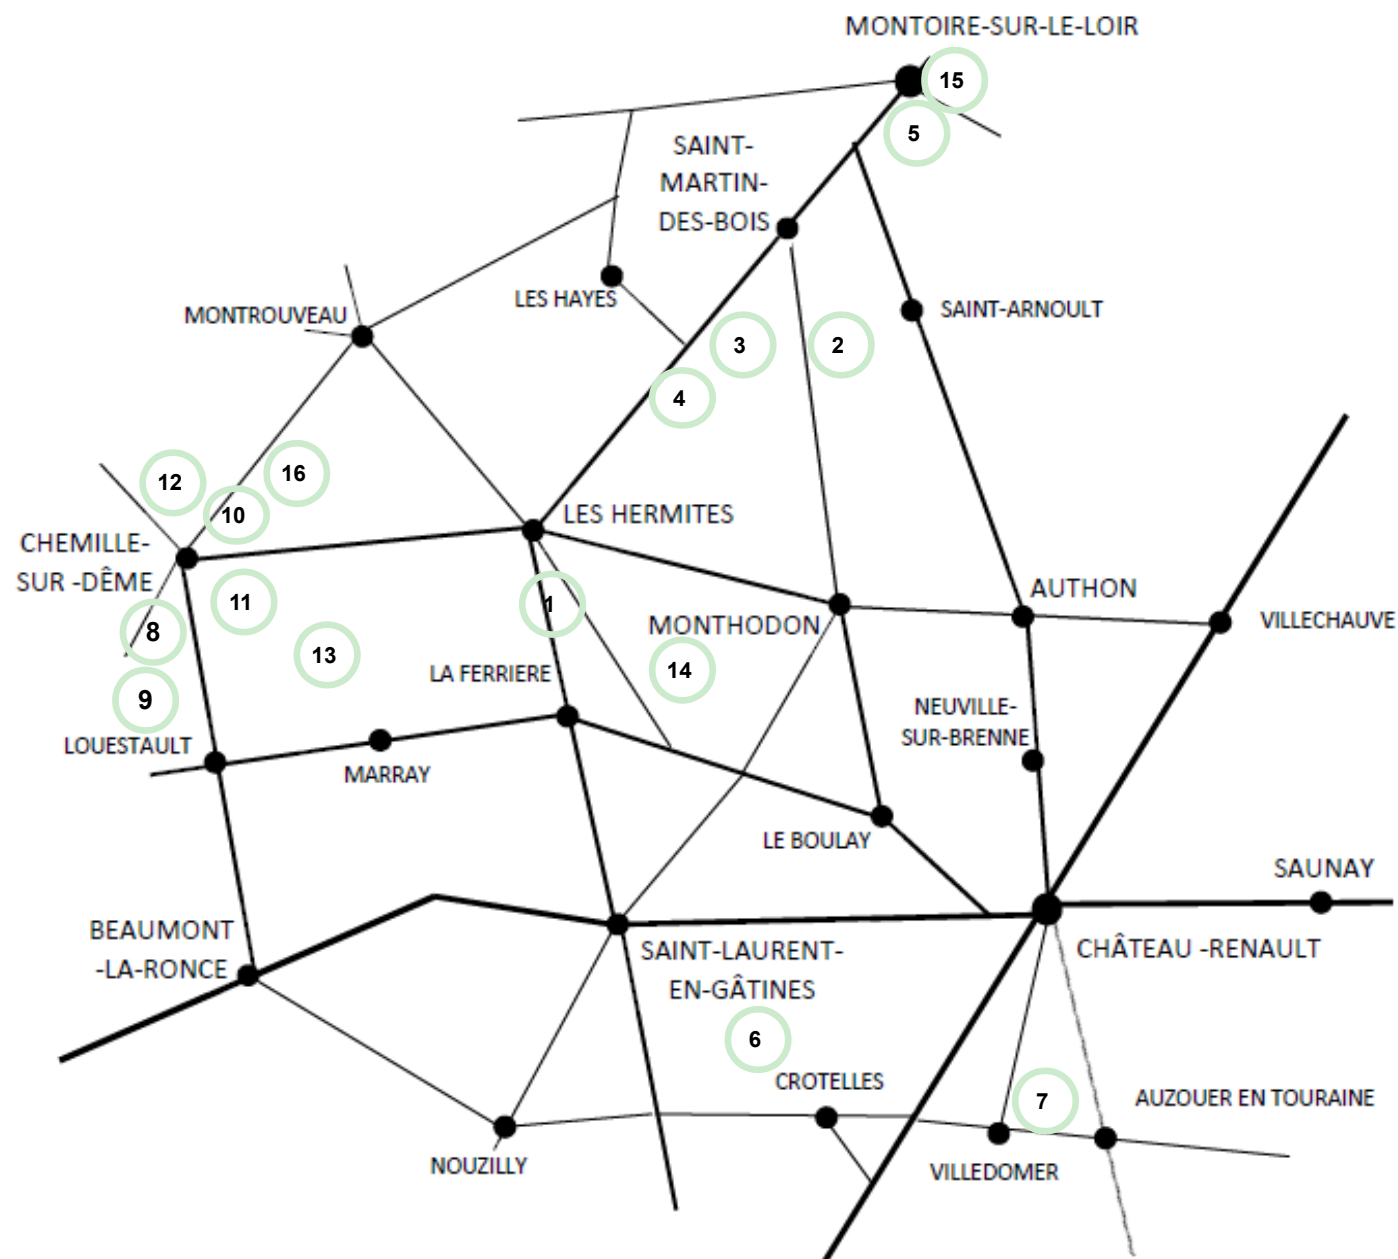 MONTOIRE-SUR-LE-LOIR
15
5
SAINT-
MARTIN-
DES-BOIS
LES HAYES
SAINT-ARNOULT
MONTROUVEAU
3
2
4
12
16
10
LES HERMITES
CHEMILLE-
SUR -DÊME
11
1
8
AUTHON
MONTHODON
VILLECHAUVE
13
14
LA FERRIERE
9
NEUVILLE-
SUR-BRENNE
LOUESTAULT
MARRAY
LE BOULAY
SAUNAY
BEAUMONT
-LA-RONCE
SAINT-LAURENT-
EN-GÂTINES
CHÂTEAU -RENAULT
6
CROTELLES
7
AUZOUER EN TOURAINE
NOUZILLY
VILLEDOMER